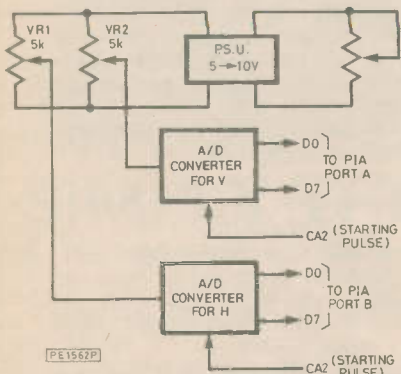 VR1
5k
VR2
5k
P.S.U.
5→10V
A/D
CONVERTER
FOR V
D0
TO PIA
PORT A
D7
CA2 (STARTING
PULSE)
A/D
CONVERTER
FOR H
D0
TO PIA
PORT B
D7
CA2 (STARTING
PULSE)
PE1562P